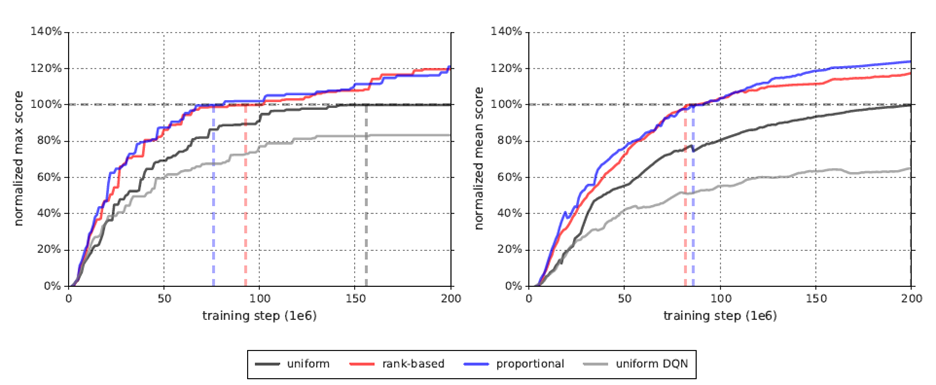 140%
120%
100%
80%
60%
40%
20%
0%
normalized max score
0 50 100 150 200
training step (1e6)
140%
120%
100%
80%
60%
40%
20%
0%
normalized mean score
0 50 100 150 200
training step (1e6)
uniform rank-based proportional uniform DQN